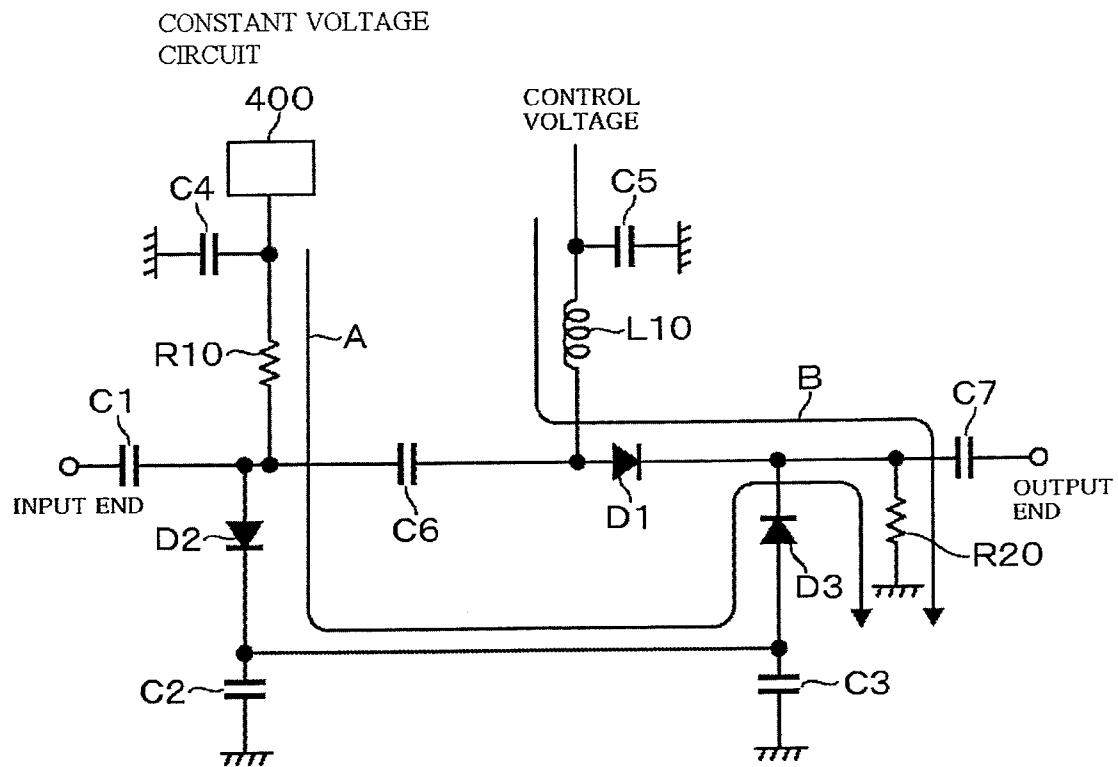 CONSTANT VOLTAGE
CIRCUIT
400
CONTROL
VOLTAGE
C4
C5
R10
A
L10
B
C1
C7
INPUT END
C6
D1
OUTPUT
END
D2
D3
R20
C2
C3